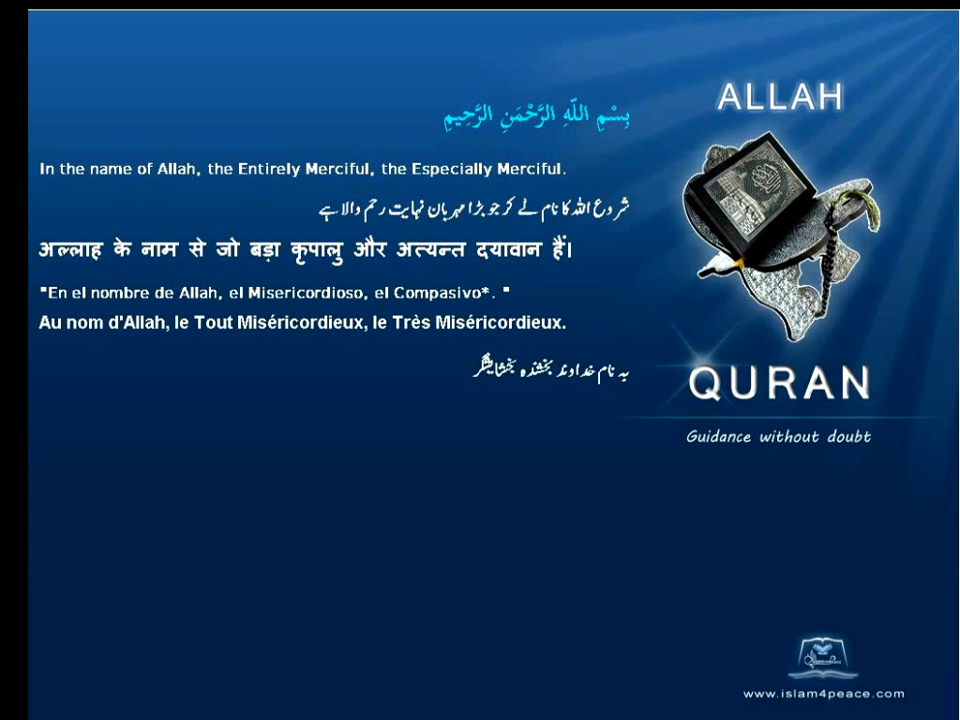 بِسْمِ اللّهِ الرَّحْمَنِ الرَّحِيمِ
In the name of Allah, the Entirely Merciful, the Especially Merciful.
شروع الله کا نام لے کر جو بڑا مہربان نہایت رحم والا ہے
अल्लाह के नाम से जो बड़ा कृपालु और अत्यन्त दयावान हैं।
"En el nombre de Allah, el Misericordioso, el Compasivo*. "
Au nom d'Allah, le Tout Miséricordieux, le Très Miséricordieux.
به نام خداوند بخشنده بخشایشگر
ALLAH
QURAN
Guidance without doubt
www.islam4peace.com